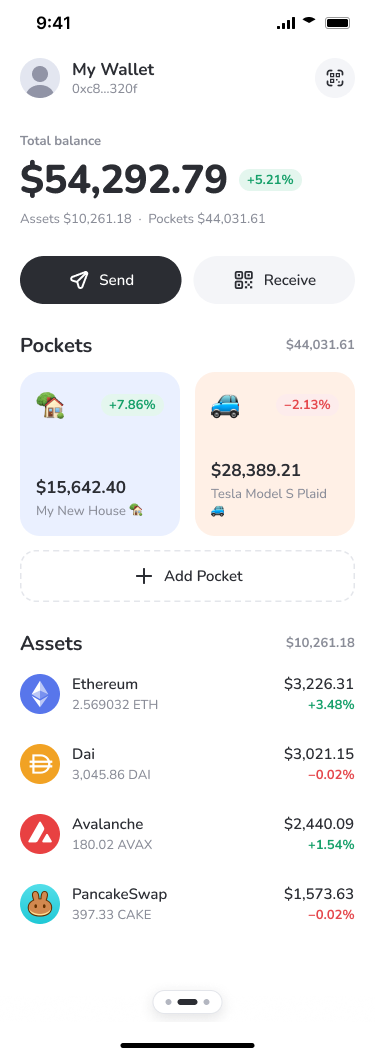 9:41
My Wallet
0xc8...320f
Total balance
$54,292.79 +5.21%
Assets $10,261.18 · Pockets $44,031.61
Send Receive
Pockets $44,031.61
+7.86%
$15,642.40
My New House 🏡
−2.13%
$28,389.21
Tesla Model S Plaid
🚙
Add Pocket
Assets $10,261.18
Ethereum $3,226.31
2.569032 ETH +3.48%
Dai $3,021.15
3,045.86 DAI −0.02%
Avalanche $2,440.09
180.02 AVAX +1.54%
PancakeSwap $1,573.63
397.33 CAKE −0.02%